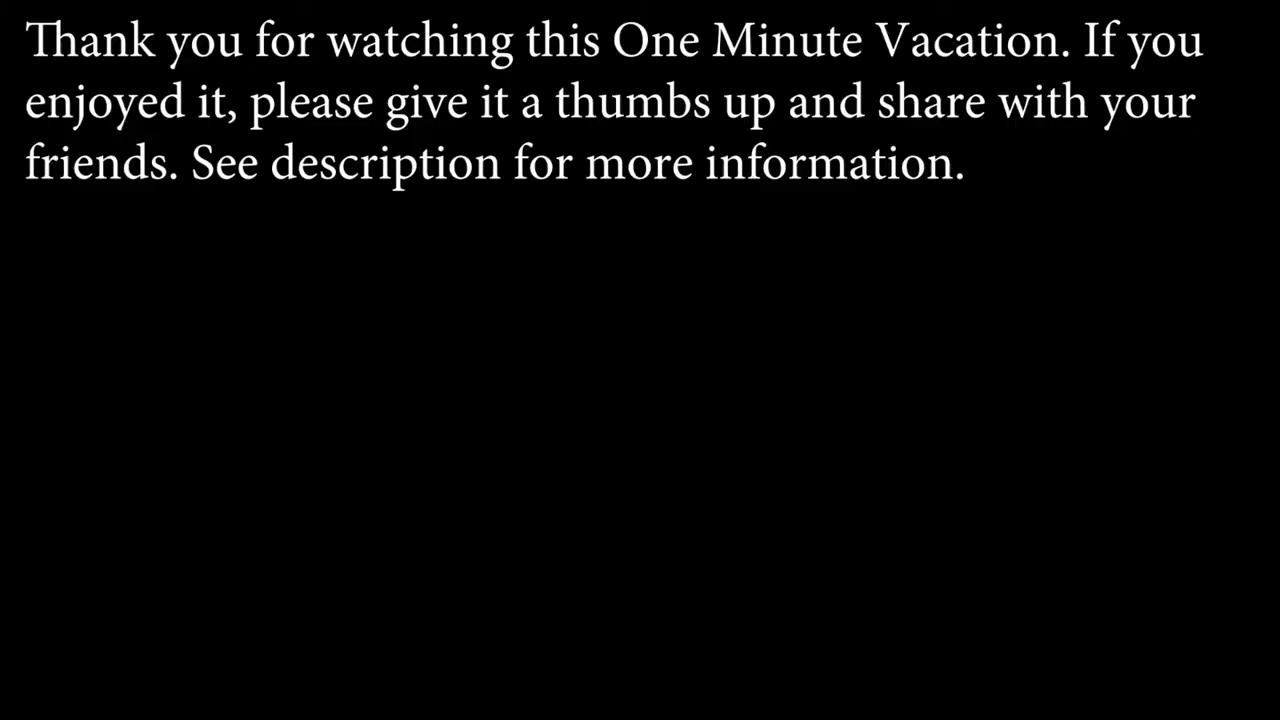 Thank you for watching this One Minute Vacation. If you
enjoyed it, please give it a thumbs up and share with your
friends. See description for more information.